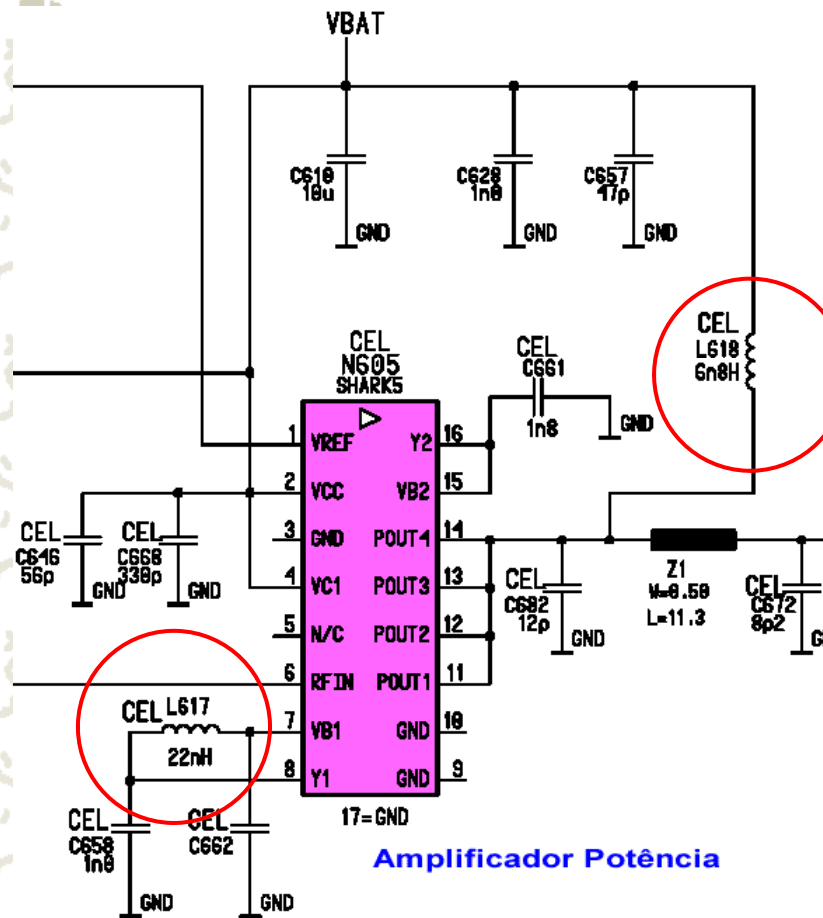 VBAT
C610
10u
GND
C628
1n0
GND
C657
47p
GND
CEL
L618
6n8H
CEL
N605
SHARK5
CEL
C661
1n8
GND
1 VREF Y2 16
2 VCC VB2 15
3 GND POUT4 14
4 VC1 POUT3 13
5 N/C POUT2 12
6 RFIN POUT1 11
7 VB1 GND 10
8 Y1 GND 9
17=GND
CEL
C646
56p
GND
CEL
C668
330p
GND
CEL
C682
12p
GND
Z1
W=0.50
L=11.3
CEL
C672
8p2
CEL L617
22nH
CEL
C658
1n0
GND
CEL
C662
GND
Amplificador Potência